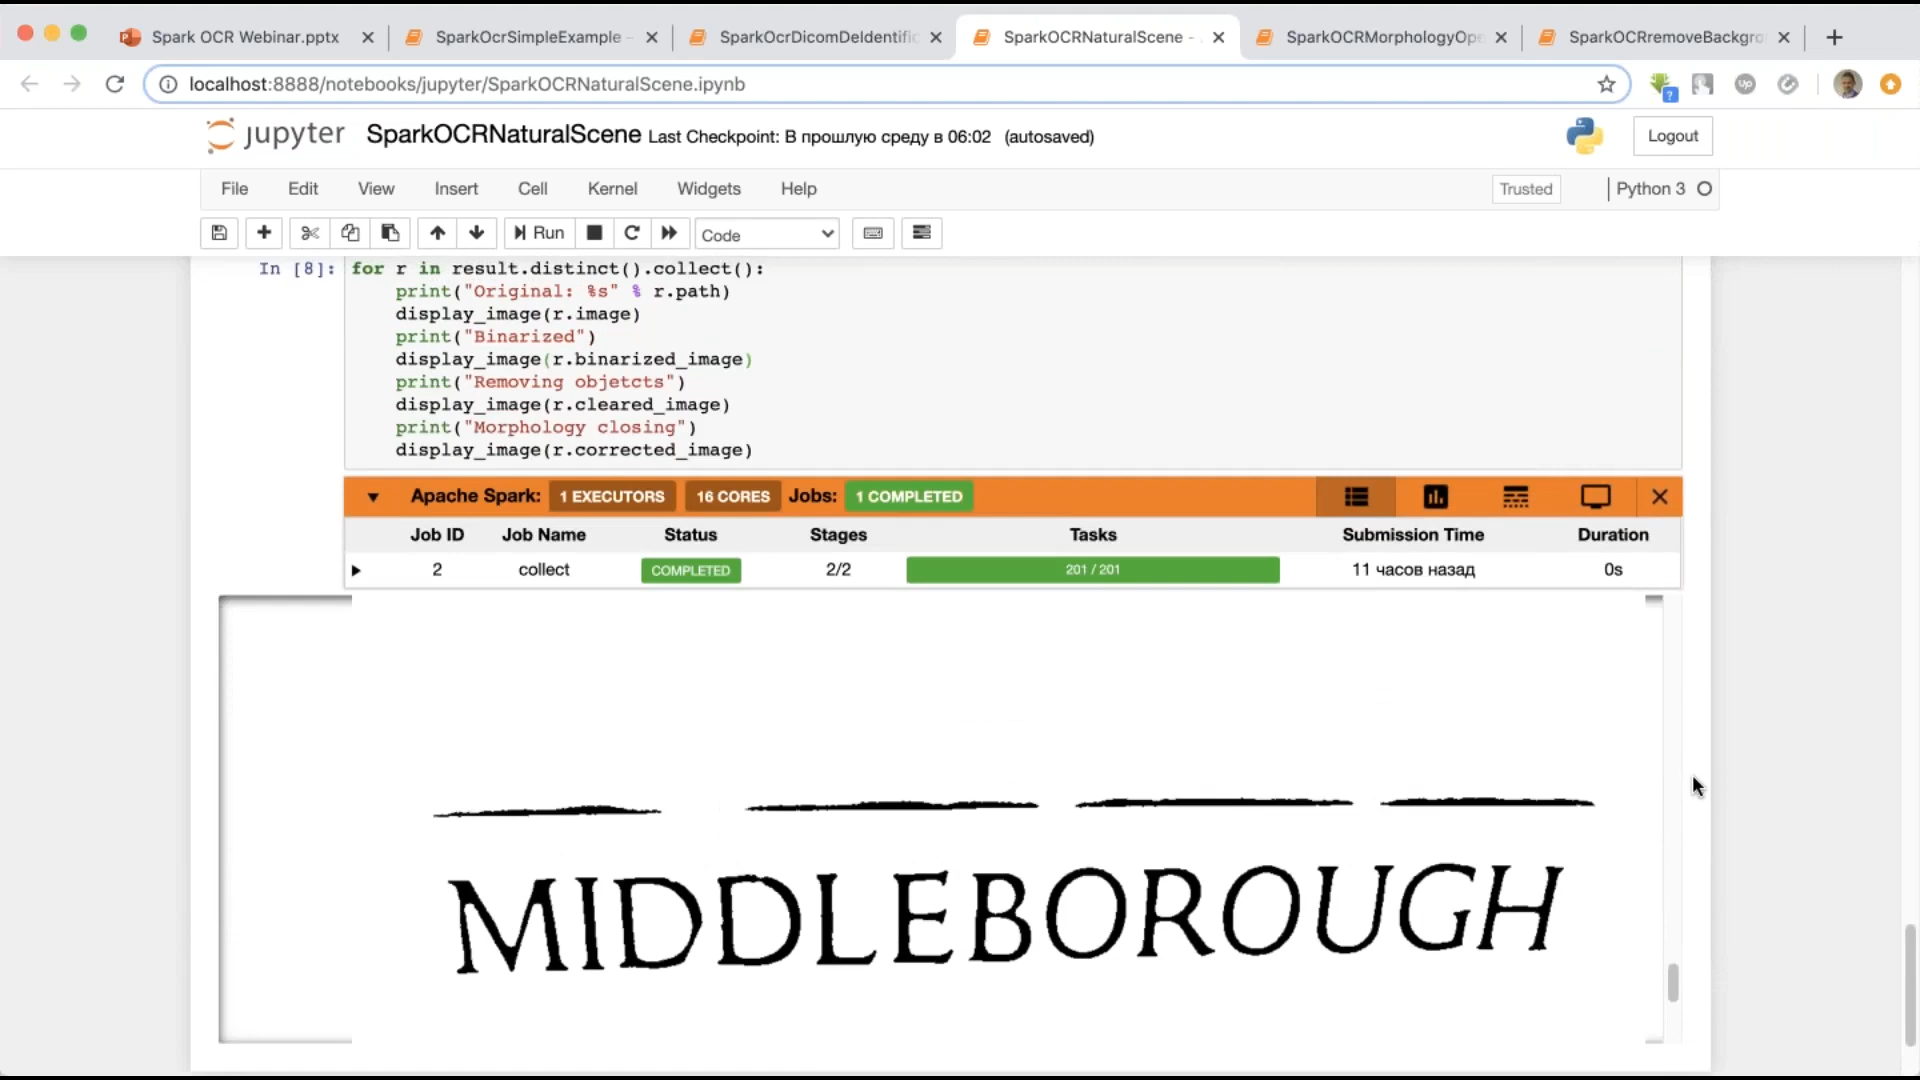 Spark OCR Webinar.pptx
SparkOcrSimpleExample -
SparkOcrDicomDeIdentific
SparkOCRNaturalScene -
SparkOCRMorphologyOpe
SparkOCRremoveBackgro
localhost:8888/notebooks/jupyter/SparkOCRNaturalScene.ipynb
?
Up
jupyter SparkOCRNaturalScene Last Checkpoint: В прошлую среду в 06:02 (autosaved)
Logout
File Edit View Insert Cell Kernel Widgets Help
Trusted
Python 3
Run
Code
In [8]: for r in result.distinct().collect():
print("Original: %s" % r.path)
display_image(r.image)
print("Binarized")
display_image(r.binarized_image)
print("Removing objetcts")
display_image(r.cleared_image)
print("Morphology closing")
display_image(r.corrected_image)
Apache Spark: 1 EXECUTORS 16 CORES Jobs: 1 COMPLETED
Job ID Job Name Status Stages Tasks Submission Time Duration
2 collect COMPLETED 2/2 201 / 201 11 часов назад 0s
MIDDLEBOROUGH